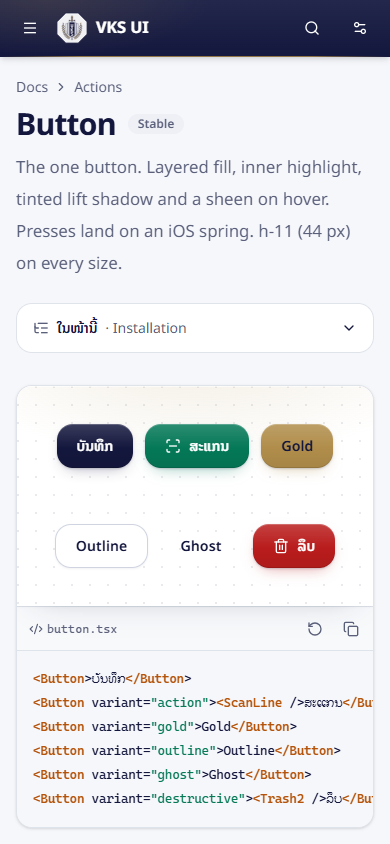 VKS UI
Docs > Actions
Button Stable
The one button. Layered fill, inner highlight,
tinted lift shadow and a sheen on hover.
Presses land on an iOS spring. h-11 (44 px)
on every size.
ໃນໜ້ານີ້ · Installation
ບັນທຶກ ສະແກນ Gold
Outline Ghost ລຶບ
button.tsx
<Button>ບັນທຶກ</Button>
<Button variant="action"><ScanLine />ສະແກນ</Bu
<Button variant="gold">Gold</Button>
<Button variant="outline">Outline</Button>
<Button variant="ghost">Ghost</Button>
<Button variant="destructive"><Trash2 />ລຶບ</Bu